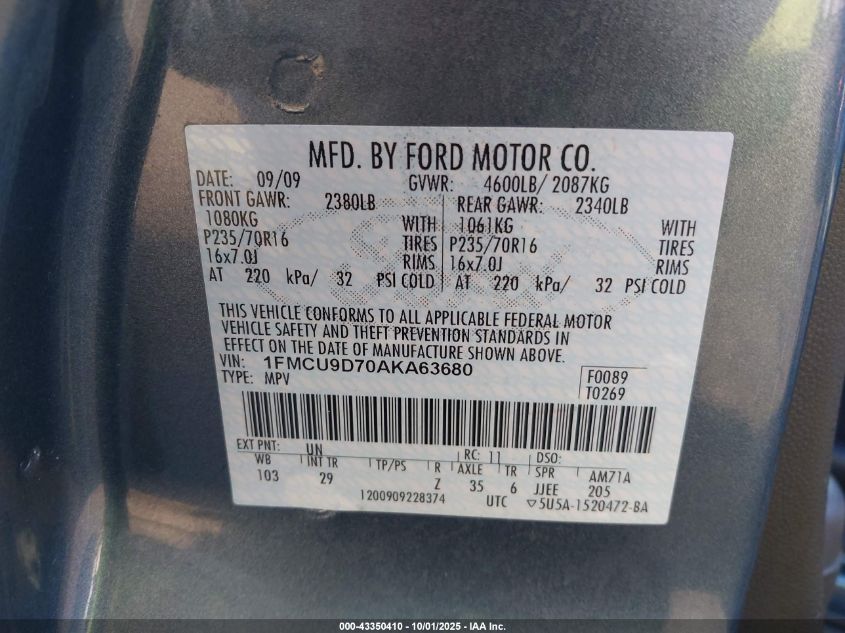 MFD. BY FORD MOTOR CO.
DATE: 09/09 GVWR: 4600LB/ 2087KG
FRONT GAWR: 2380LB REAR GAWR: 2340LB
1080KG WITH 1061KG WITH
P235/70R16 TIRES P235/70R16 TIRES
16x7.0J RIMS 16x7.0J RIMS
AT 220 kPa/ 32 PSI COLD AT 220 kPa/ 32 PSI COLD
THIS VEHICLE CONFORMS TO ALL APPLICABLE FEDERAL MOTOR
VEHICLE SAFETY AND THEFT PREVENTION STANDARDS IN
EFFECT ON THE DATE OF MANUFACTURE SHOWN ABOVE.
VIN: 1FMCU9D70AKA63680 F0089
TYPE: MPV T0269
EXT PNT: UN RC: 11 DSO:
WB INT TR TP/PS R AXLE TR SPR AM71A
103 29 Z 35 6 JJEE 205
1200909228374 UTC ▽5U5A-1520472-BA
000-43350410 - 10/01/2025 - IAA Inc.